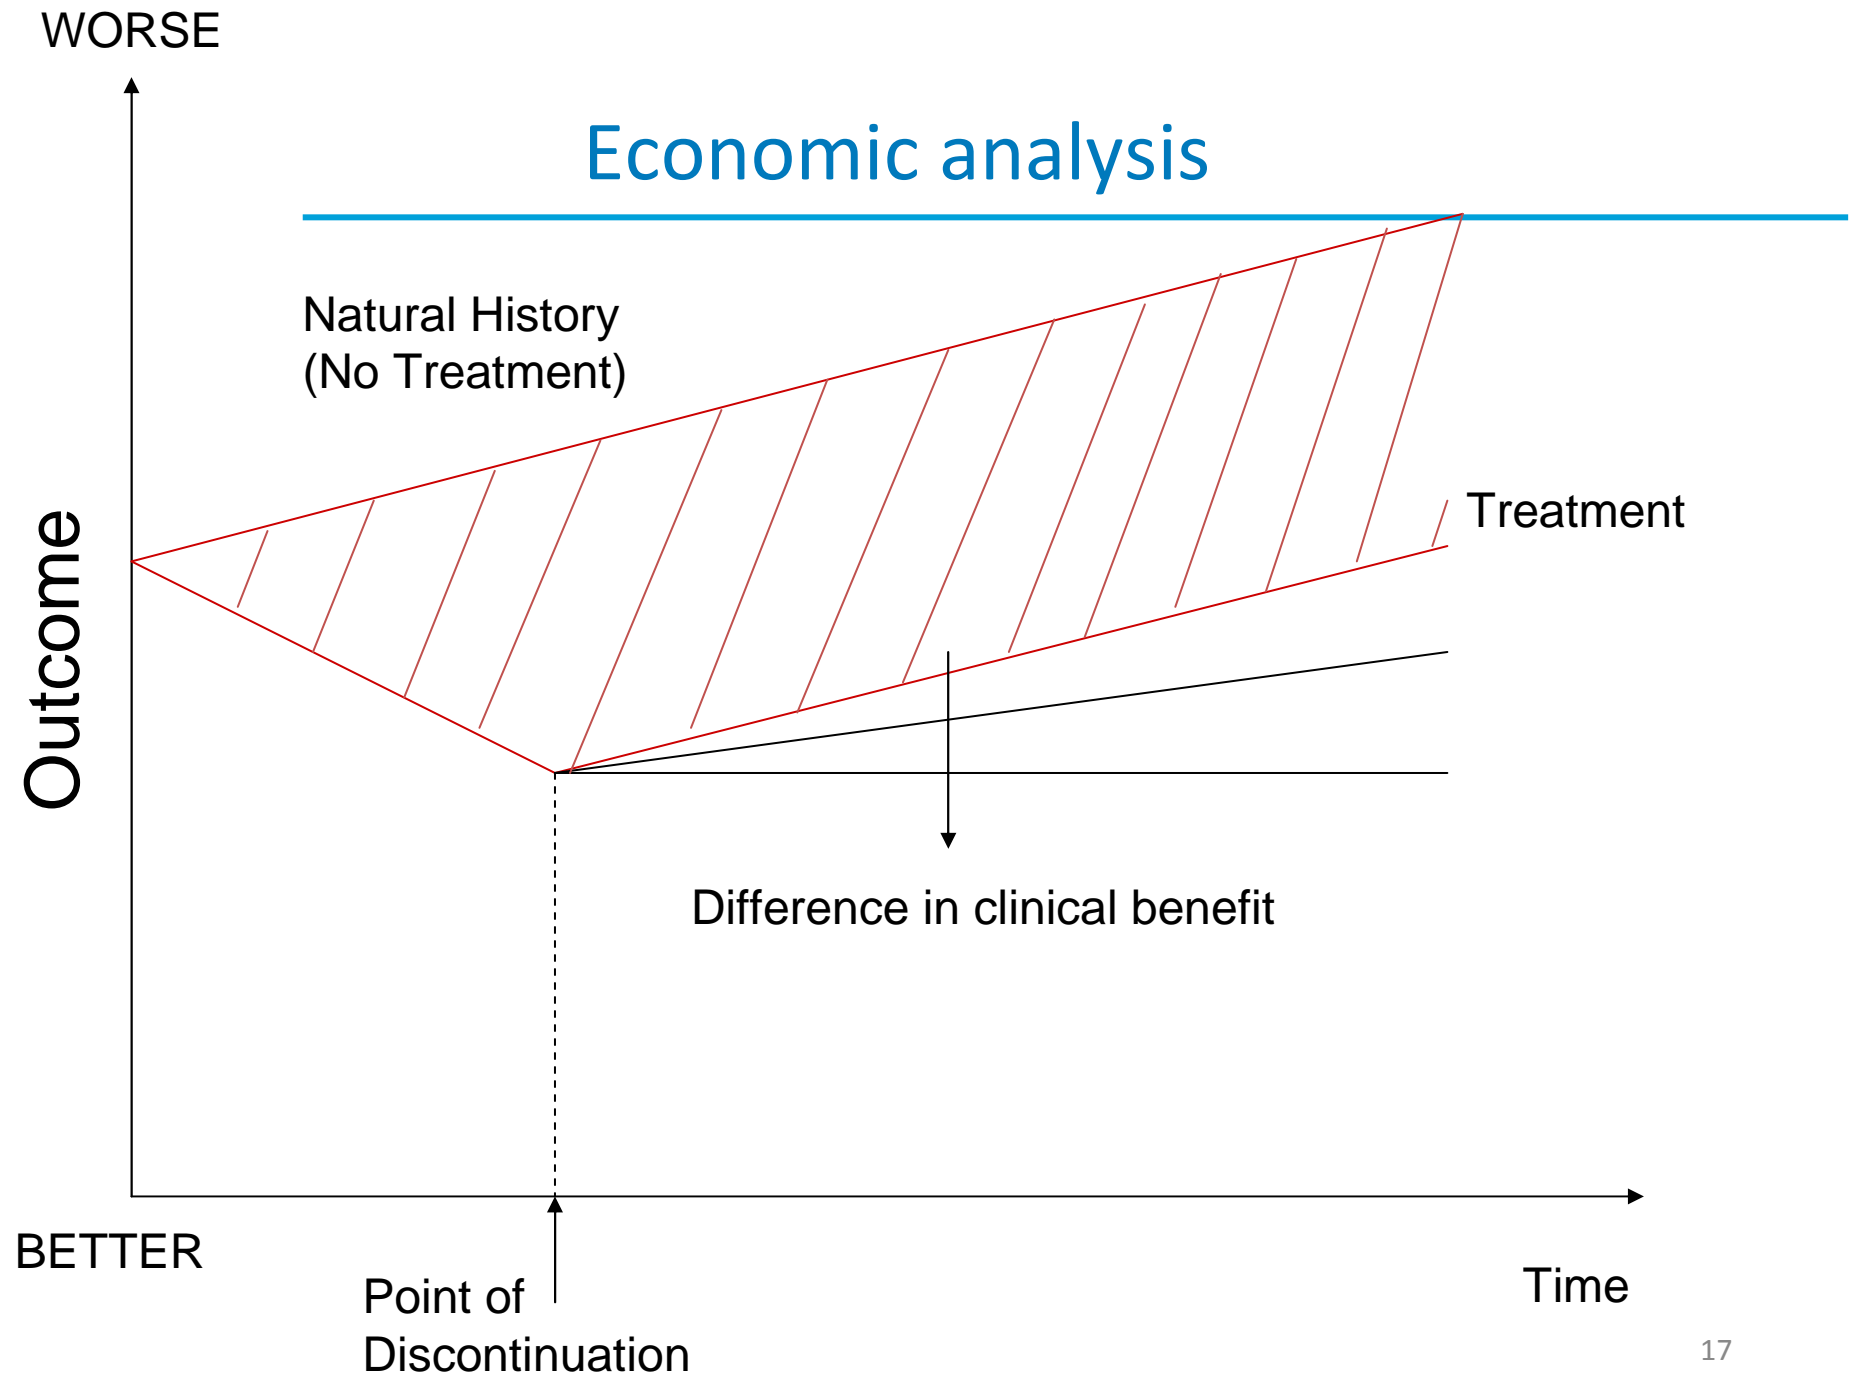 WORSE
Economic analysis
Natural History
(No Treatment)
Treatment
Outcome
Difference in clinical benefit
BETTER
Point of
Discontinuation
Time
17